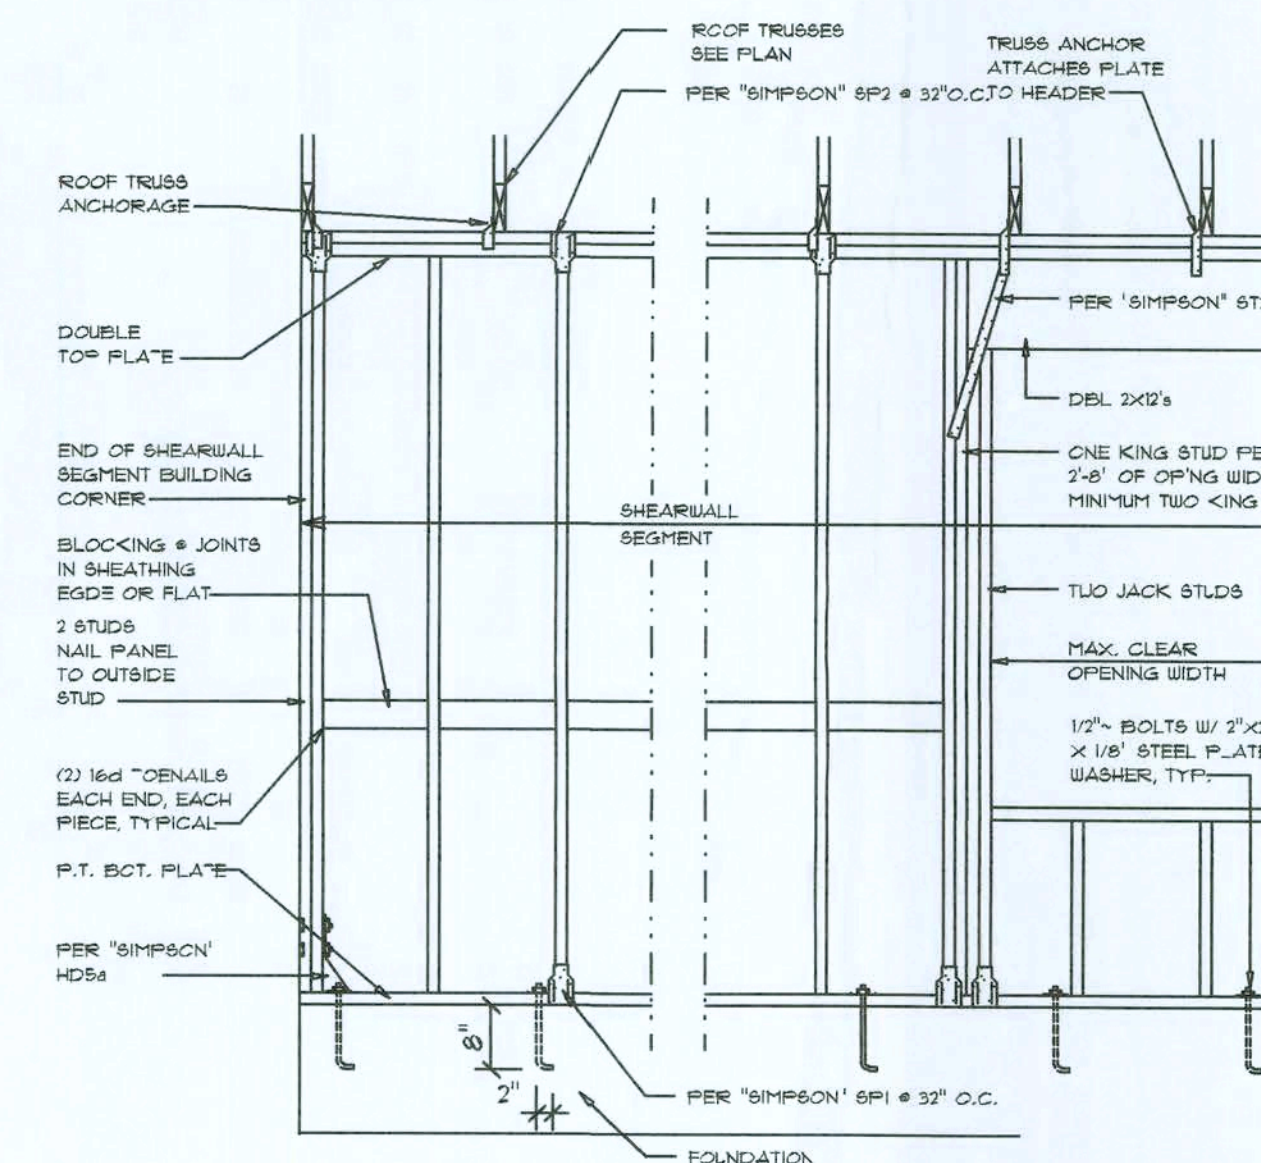 ROOF TRUSSES
SEE PLAN
TRUSS ANCHOR
ATTACHES PLATE
TO HEADER
PER "SIMPSON" SP2 @ 32"O.C.
ROOF TRUSS
ANCHORAGE
DOUBLE
TOP PLATE
PER 'SIMPSON" ST
DBL 2X12's
END OF SHEARWALL
SEGMENT BUILDING
CORNER
ONE KING STUD PE
2'-8' OF OP'NG WID
MINIMUM TWO KING
SHEARWALL
SEGMENT
BLOCKING @ JOINTS
IN SHEATHING
EGDE OR FLAT
2 STUDS
NAIL PANEL
TO OUTSIDE
STUD
TWO JACK STUDS
MAX. CLEAR
OPENING WIDTH
1/2"~ BOLTS W/ 2"X
X 1/8' STEEL PLATE
WASHER, TYP.
(2) 16d TOENAILS
EACH END, EACH
PIECE, TYPICAL
P.T. BOT. PLATE
PER "SIMPSON'
HD5a
8"
2"
PER "SIMPSON' SP1 @ 32" O.C.
FOUNDATION